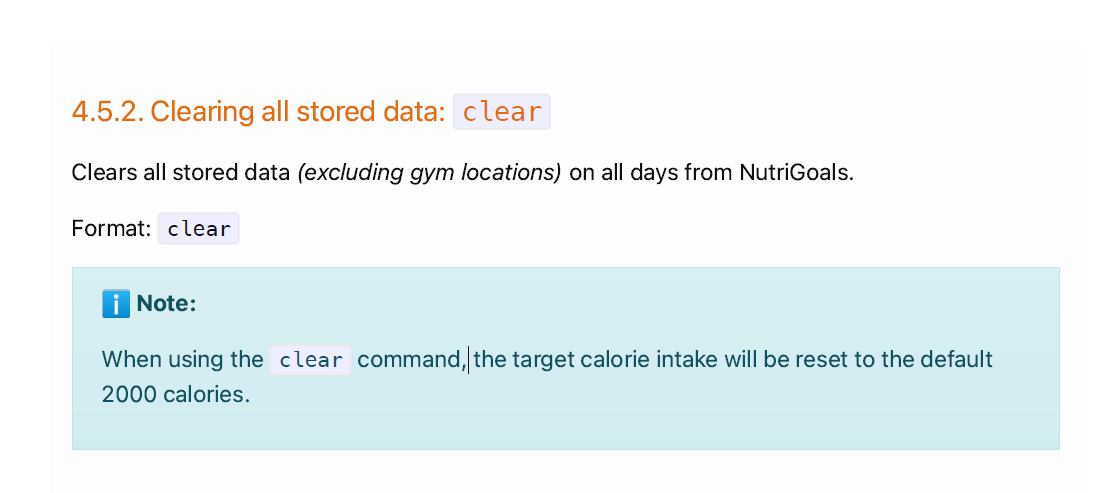 4.5.2. Clearing all stored data: clear
Clears all stored data (excluding gym locations) on all days from NutriGoals.
Format: clear
ℹ️ Note:
When using the clear command, the target calorie intake will be reset to the default
2000 calories.